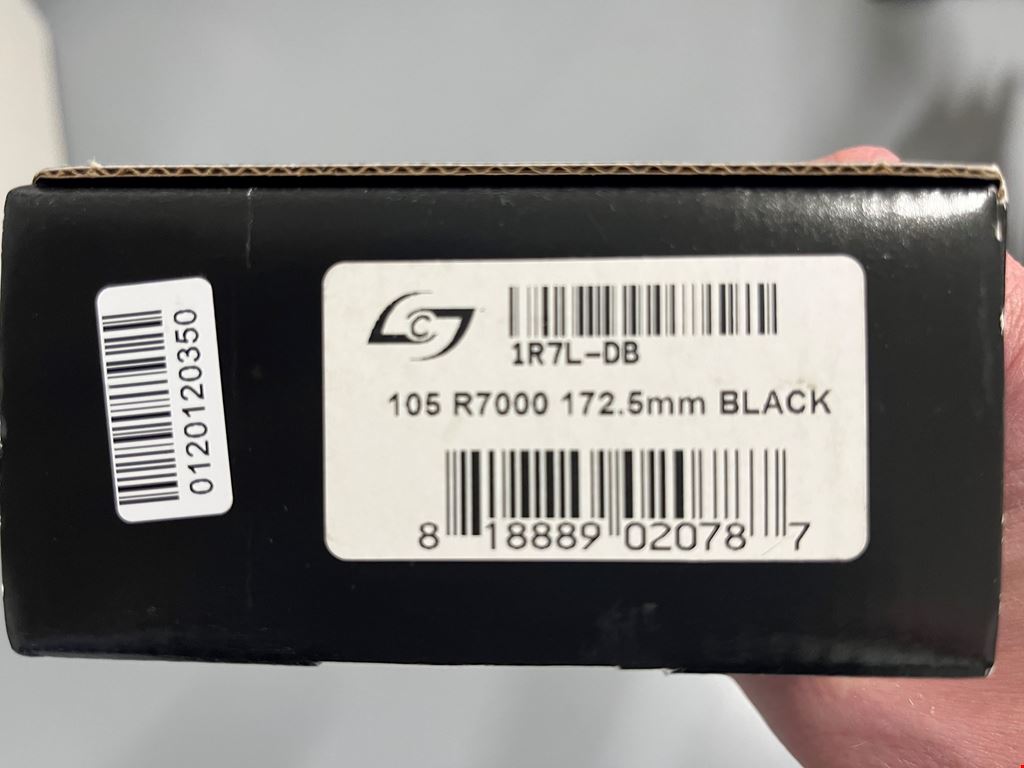 0120120350
C
1R7L-DB
105 R7000 172.5mm BLACK
8 18889 02078 7